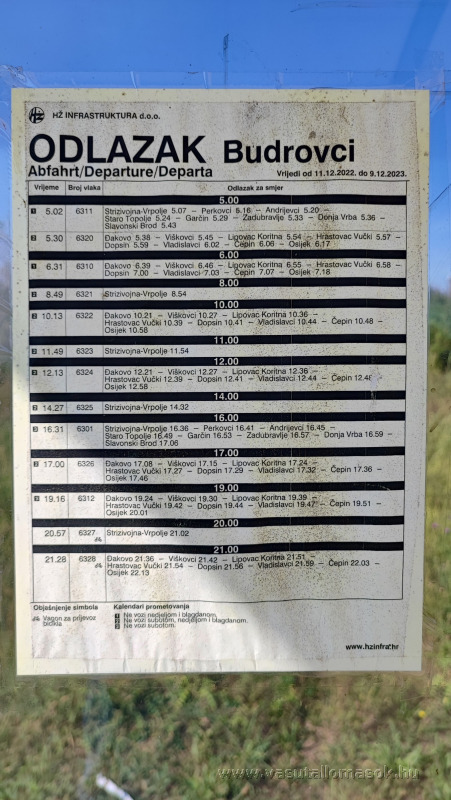 HŽ INFRASTRUKTURA d.o.o.
ODLAZAK Budrovci
Abfahrt/Departure/Departa
Vrijedi od 11.12.2022. do 9.12.2023.
Vrijeme Broj vlaka Odlazak za smjer
5.00
5.02 6311 Strizivojna-Vrpolje 5.07 – Perkovci 5.16 – Andrijevci 5.20 –
Staro Topolje 5.24 – Garčin 5.29 – Zadubravlje 5.33 – Donja Vrba 5.36 –
Slavonski Brod 5.43
2 5.30 6320 Đakovo 5.38 – Viškovci 5.45 – Lipovac Koritna 5.54 – Hrastovac Vučki 5.57 –
Dopsin 5.59 – Vladislavci 6.02 – Čepin 6.06 – Osijek 6.17
6.00
6.31 6310 Đakovo 6.39 – Viškovci 6.46 – Lipovac Koritna 6.55 – Hrastovac Vučki 6.58 –
Dopsin 7.00 – Vladislavci 7.03 – Čepin 7.07 – Osijek 7.18
8.00
2 8.49 6321 Strizivojna-Vrpolje 8.54
10.00
2 10.13 6322 Đakovo 10.21 – Viškovci 10.27 – Lipovac Koritna 10.36 –
Hrastovac Vučki 10.39 – Dopsin 10.41 – Vladislavci 10.44 – Čepin 10.48 –
Osijek 10.58
11.00
2 11.49 6323 Strizivojna-Vrpolje 11.54
12.00
2 12.13 6324 Đakovo 12.21 – Viškovci 12.27 – Lipovac Koritna 12.36 –
Hrastovac Vučki 12.39 – Dopsin 12.41 – Vladislavci 12.44 – Čepin 12.48
Osijek 12.58
14.00
2 14.27 6325 Strizivojna-Vrpolje 14.32
16.00
2 16.31 6301 Strizivojna-Vrpolje 16.36 – Perkovci 16.41 – Andrijevci 16.45 –
Staro Topolje 16.49 – Garčin 16.53 – Zadubravlje 16.57 – Donja Vrba 16.59 –
Slavonski Brod 17.06
17.00
2 17.00 6326 Đakovo 17.08 – Viškovci 17.15 – Lipovac Koritna 17.24 –
Hrastovac Vučki 17.27 – Dopsin 17.29 – Vladislavci 17.32 – Čepin 17.36 –
Osijek 17.46
19.00
19.16 6312 Đakovo 19.24 – Viškovci 19.30 – Lipovac Koritna 19.39 –
Hrastovac Vučki 19.42 – Dopsin 19.44 – Vladislavci 19.47 – Čepin 19.51 –
Osijek 20.01
20.00
20.57 6327 Strizivojna-Vrpolje 21.02
21.00
21.28 6328 Đakovo 21.36 – Viškovci 21.42 – Lipovac Koritna 21.51 –
Hrastovac Vučki 21.54 – Dopsin 21.56 – Vladislavci 21.59 – Čepin 22.03 –
Osijek 22.13
Objašnjenje simbola Kalendari prometovanja
Vagon za prijevoz
bicikla
1 Ne vozi nedjeljom i blagdanom.
2 Ne vozi subotom, nedjeljom i blagdanom.
3 Ne vozi subotom.
www.hzinfra.hr
www.vasutallomasok.hu